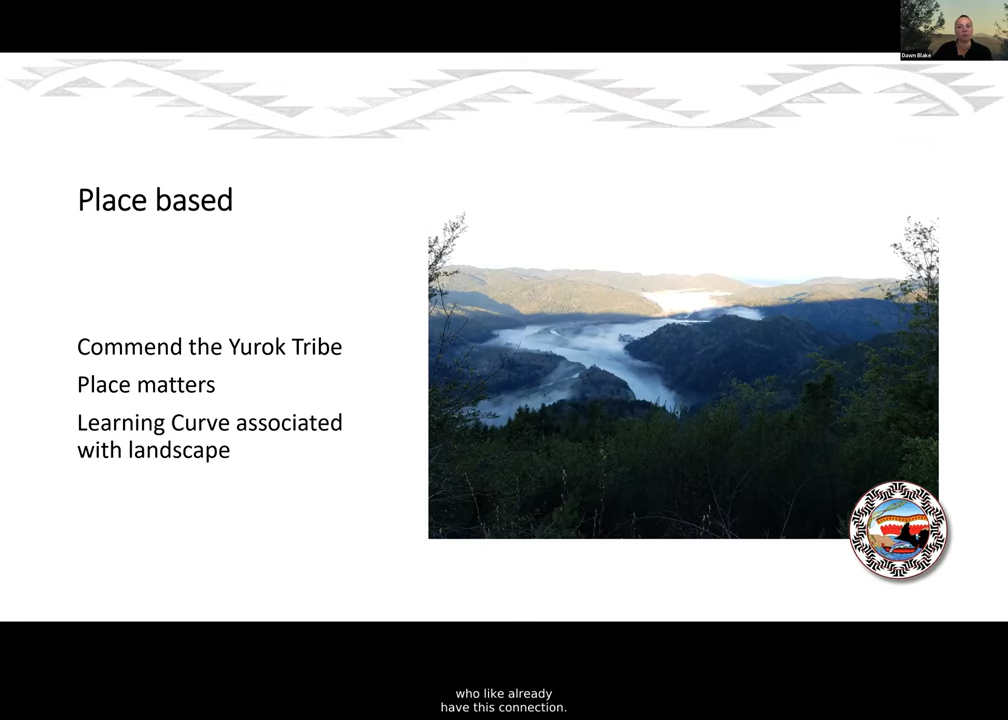 Dawn Blake
Place based
Commend the Yurok Tribe
Place matters
Learning Curve associated
with landscape
who like already
have this connection.